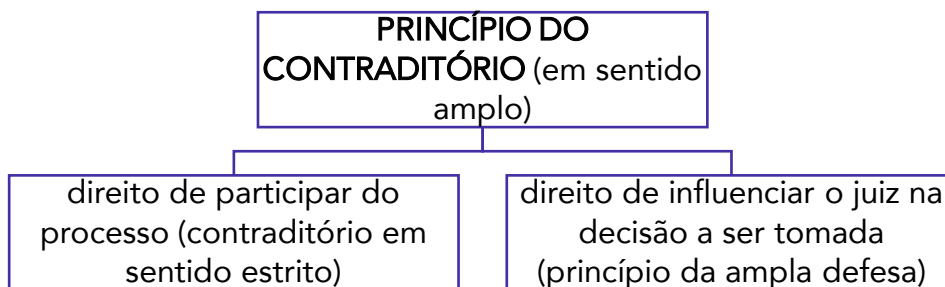 PRINCÍPIO DO
CONTRADITÓRIO (em sentido
amplo)
direito de participar do
processo (contraditório em
sentido estrito)
direito de influenciar o juiz na
decisão a ser tomada
(princípio da ampla defesa)